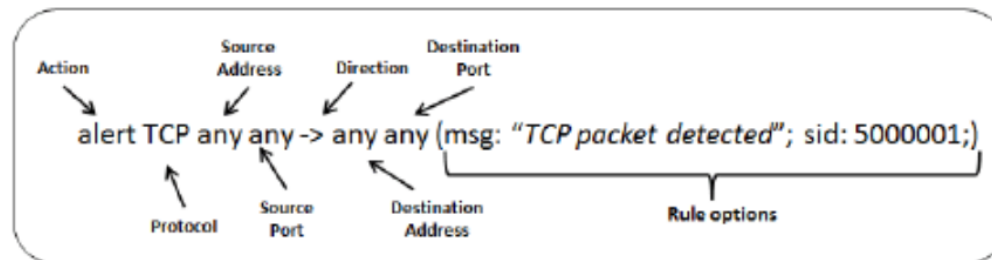 Source
Address
Destination
Port
Action
Direction
alert TCP any any -> any any (msg: “TCP packet detected”; sid: 5000001;)
Protocol
Source
Port
Destination
Address
Rule options